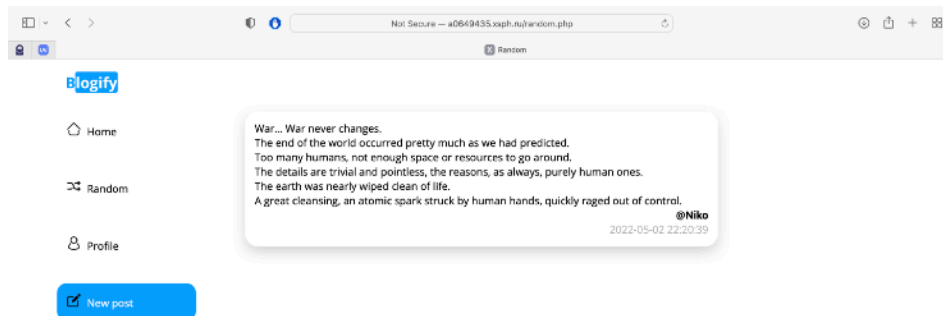 Not Secure — a0649435.xsph.ru/random.php
Random
Blogify
Home
War... War never changes.
The end of the world occurred pretty much as we had predicted.
Too many humans, not enough space or resources to go around.
The details are trivial and pointless, the reasons, as always, purely human ones.
The earth was nearly wiped clean of life.
A great cleansing, an atomic spark struck by human hands, quickly raged out of control.
@Niko
2022-05-02 22:20:39
Random
Profile
New post